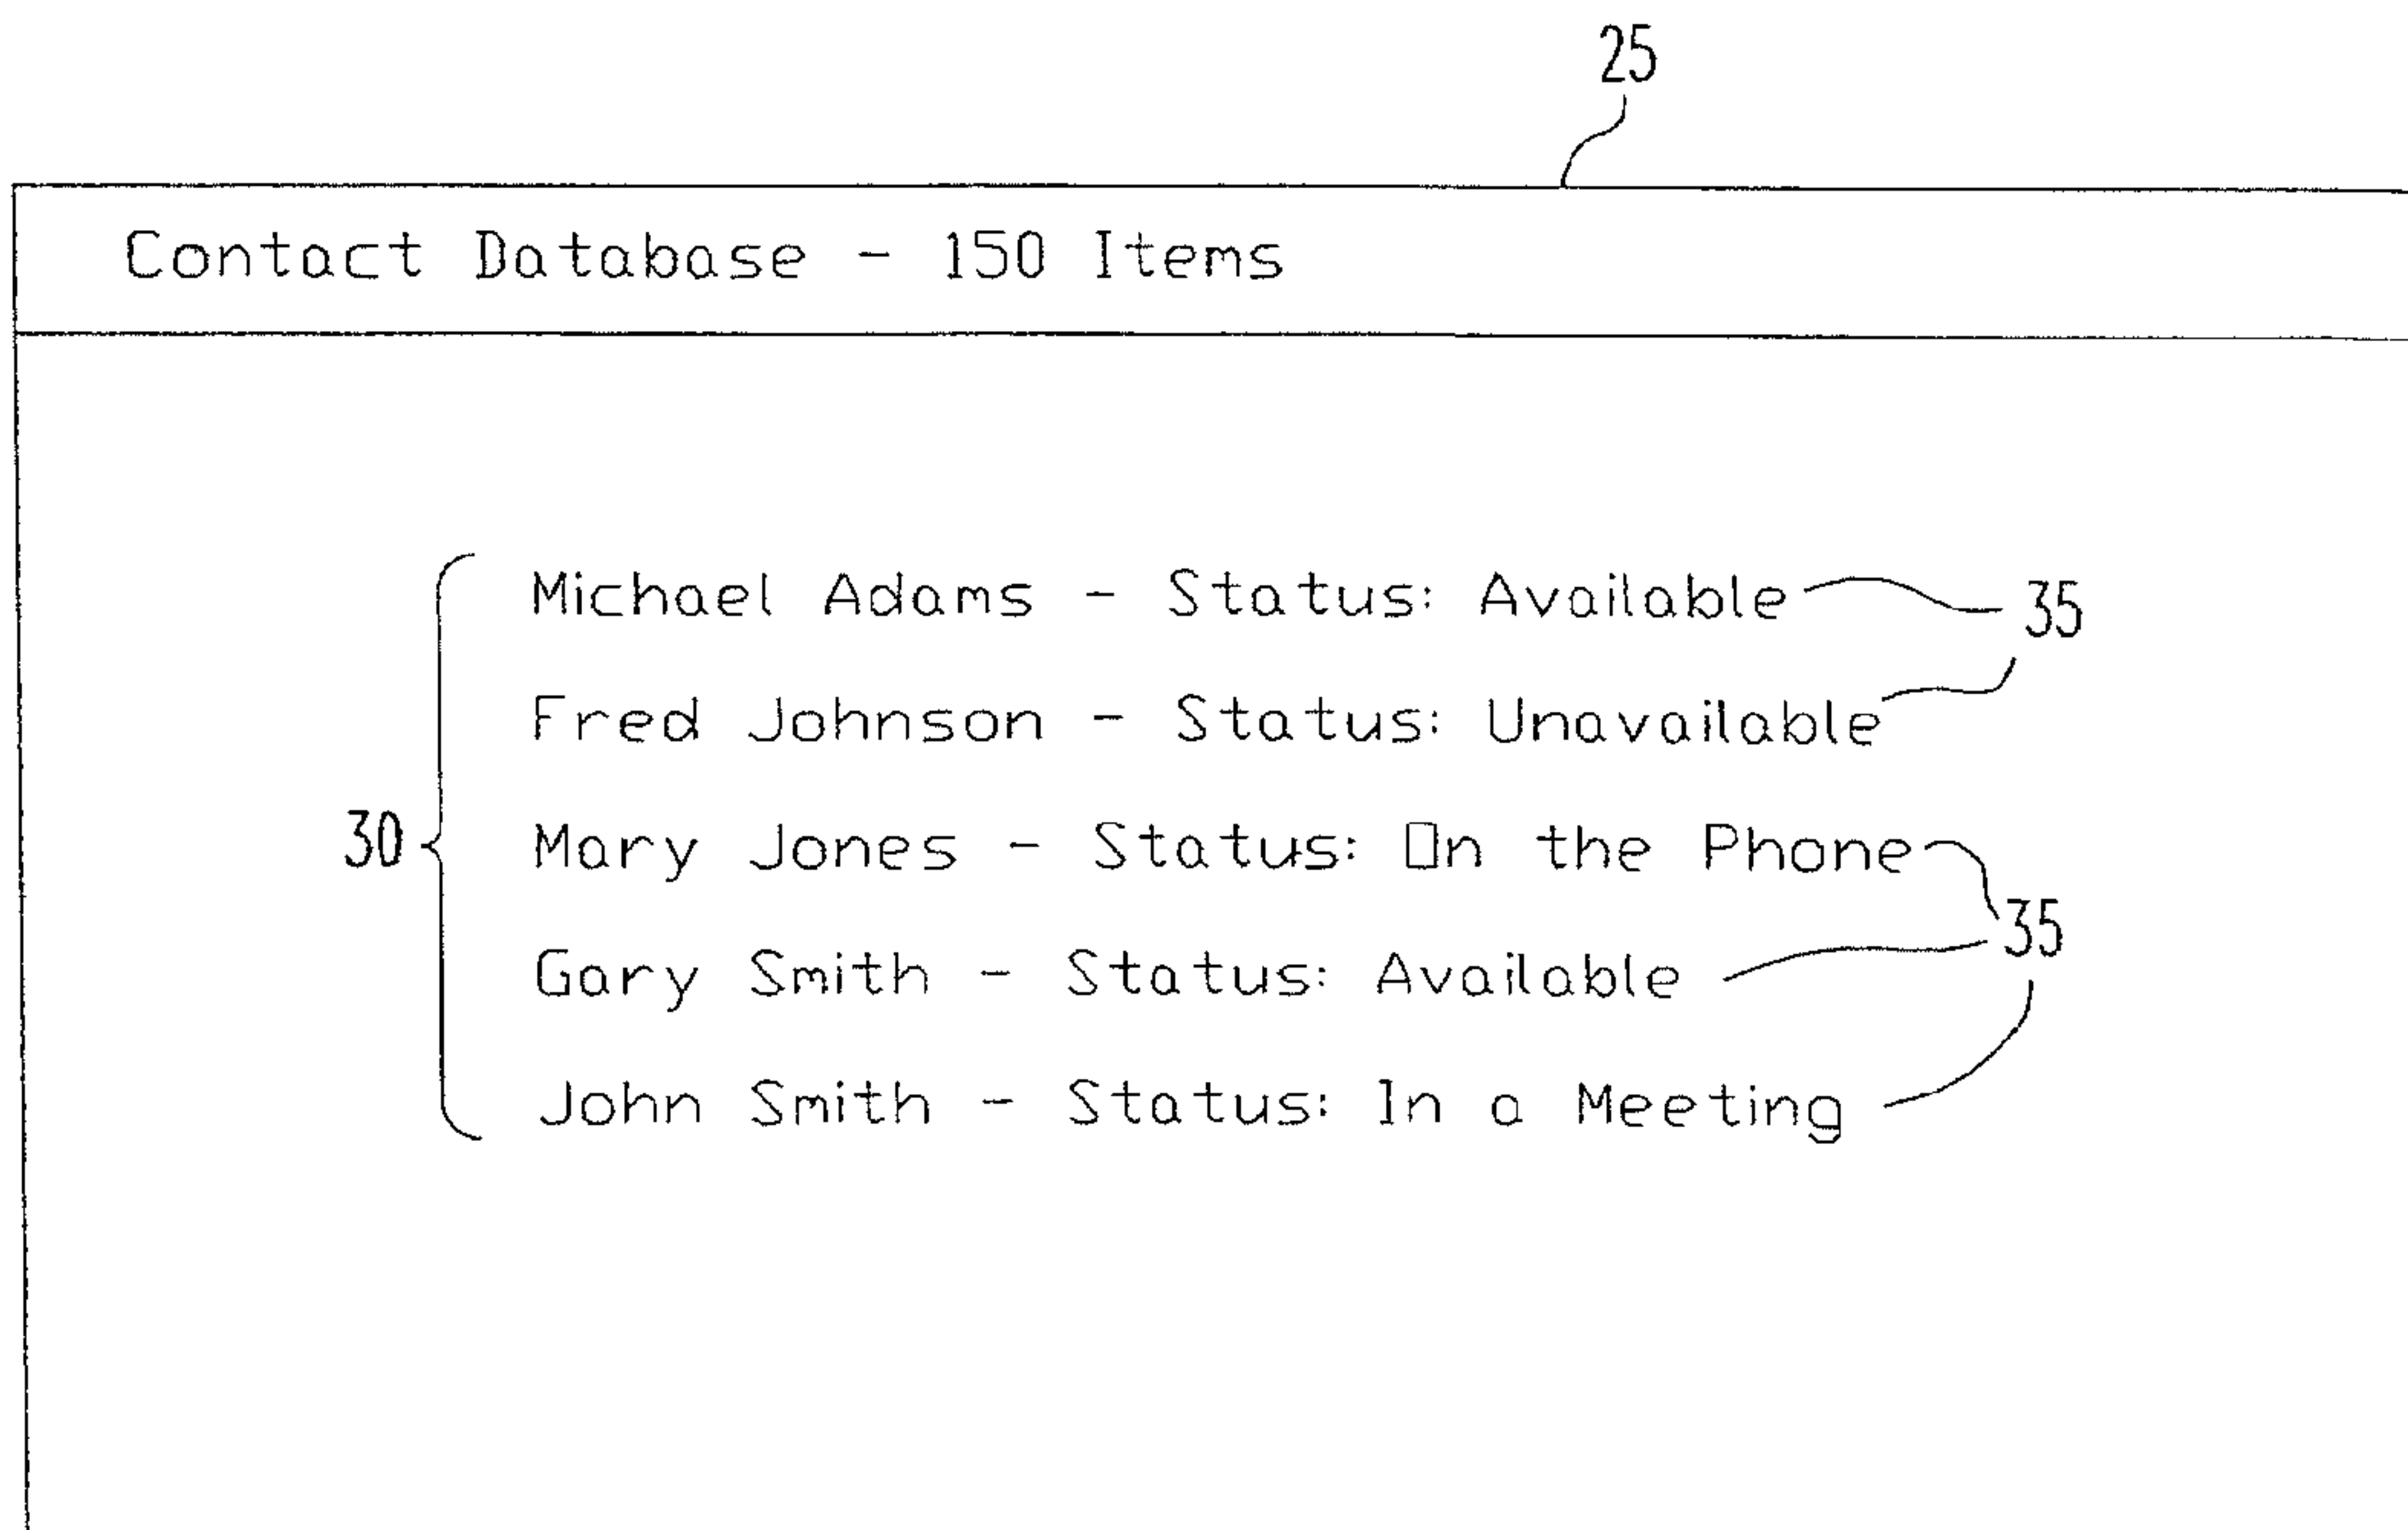 25
Contact Database - 150 Items
Michael Adams - Status: Available 35
Fred Johnson - Status: Unavailable
30 Mary Jones - Status: On the Phone
35
Gary Smith - Status: Available
John Smith - Status: In a Meeting